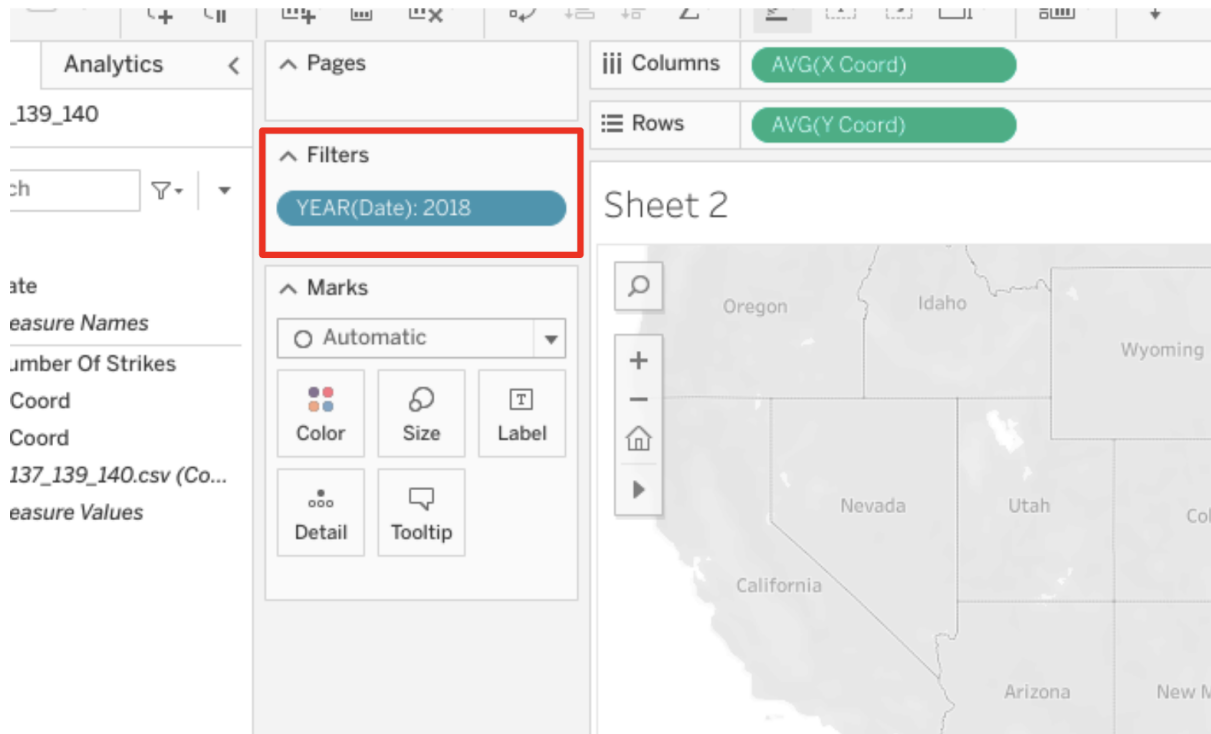 Analytics
_139_140
ch
ate
easure Names
umber Of Strikes
Coord
Coord
137_139_140.csv (Co...
easure Values
Pages
Filters
YEAR(Date): 2018
Marks
Automatic
Color
Size
Label
Detail
Tooltip
Columns
AVG(X Coord)
Rows
AVG(Y Coord)
Sheet 2
Oregon
Idaho
Wyoming
Nevada
Utah
Col
California
Arizona
New M